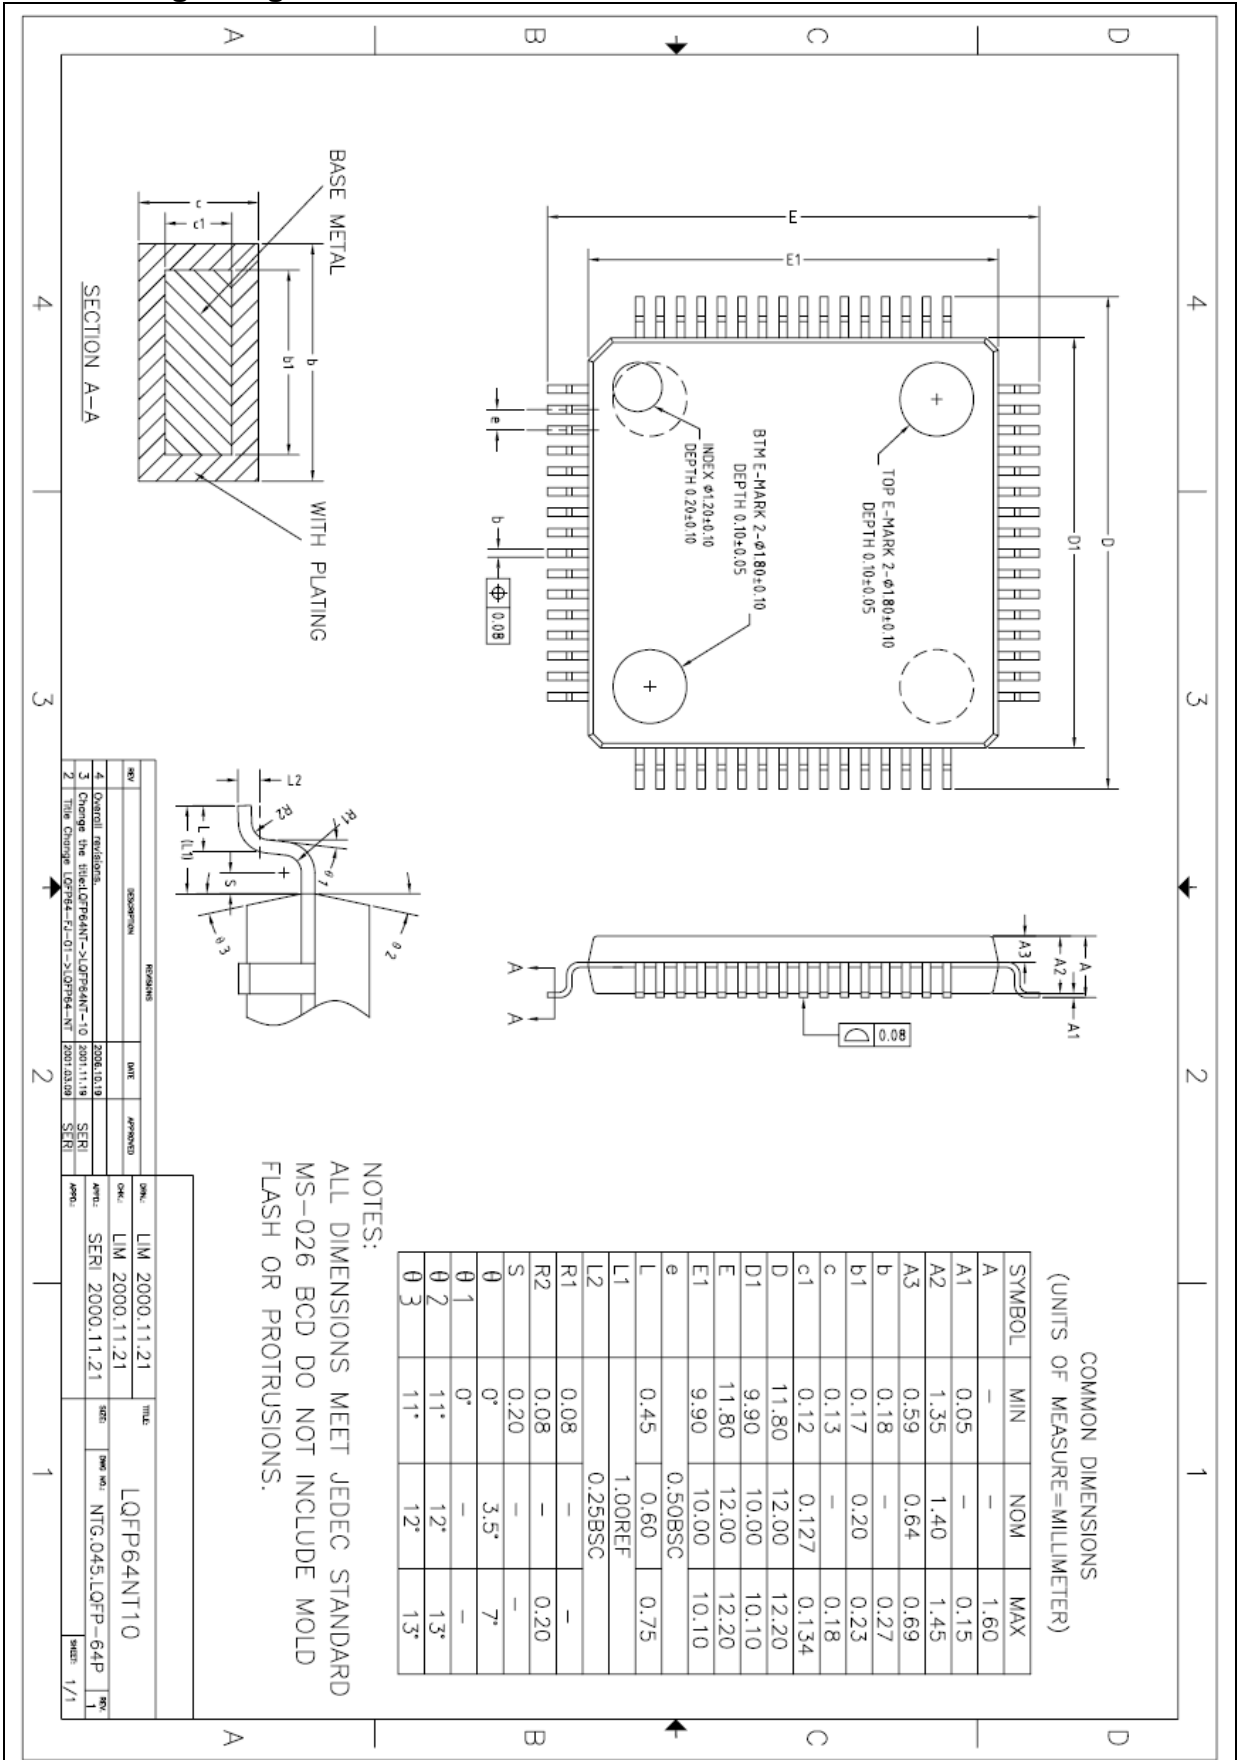 D
C
B
A
4
3
2
1
E
E1
D
D1
TOP E-MARK 2-ø1.80±0.10
DEPTH 0.10±0.05
BTM E-MARK 2-ø1.80±0.10
DEPTH 0.10±0.05
INDEX ø1.20±0.10
DEPTH 0.20±0.10
e
b
0.08
A
A2
A3
A1
0.08
A
A
BASE METAL
c
c1
b
b1
WITH PLATING
SECTION A-A
L2
R2
R1
L
(L1)
S
θ1
θ2
θ3
COMMON DIMENSIONS
(UNITS OF MEASURE=MILLIMETER)
SYMBOL MIN NOM MAX
A - - 1.60
A1 0.05 - 0.15
A2 1.35 1.40 1.45
A3 0.59 0.64 0.69
b 0.18 - 0.27
b1 0.17 0.20 0.23
c 0.13 - 0.18
c1 0.12 0.127 0.134
D 11.80 12.00 12.20
D1 9.90 10.00 10.10
E 11.80 12.00 12.20
E1 9.90 10.00 10.10
e 0.50BSC
L 0.45 0.60 0.75
L1 1.00REF
L2 0.25BSC
R1 0.08 - -
R2 0.08 - 0.20
S 0.20 - -
θ 0° 3.5° 7°
θ1 0° - -
θ2 11° 12° 13°
θ3 11° 12° 13°
NOTES:
ALL DIMENSIONS MEET JEDEC STANDARD
MS-026 BCD DO NOT INCLUDE MOLD
FLASH OR PROTRUSIONS.
REVISIONS
REV DESCRIPTION DATE APPROVED
4 Overall revisions. 2006.10.19
3 Change the title:LQFP64NT->LQFP64NT-10 2001.11.19 SERI
2 Title Change LQFP64-FJ-01->LQFP64-NT 2001.03.09 SERI
DRN.: LIM 2000.11.21
CHK.: LIM 2000.11.21
APPD.: SERI 2000.11.21
APPD.:
TITLE: LQFP64NT10
SIZE: DWG NO.: NTG.045.LQFP-64P REV. 1
SHEET: 1/1
D
C
B
A
4
3
2
1